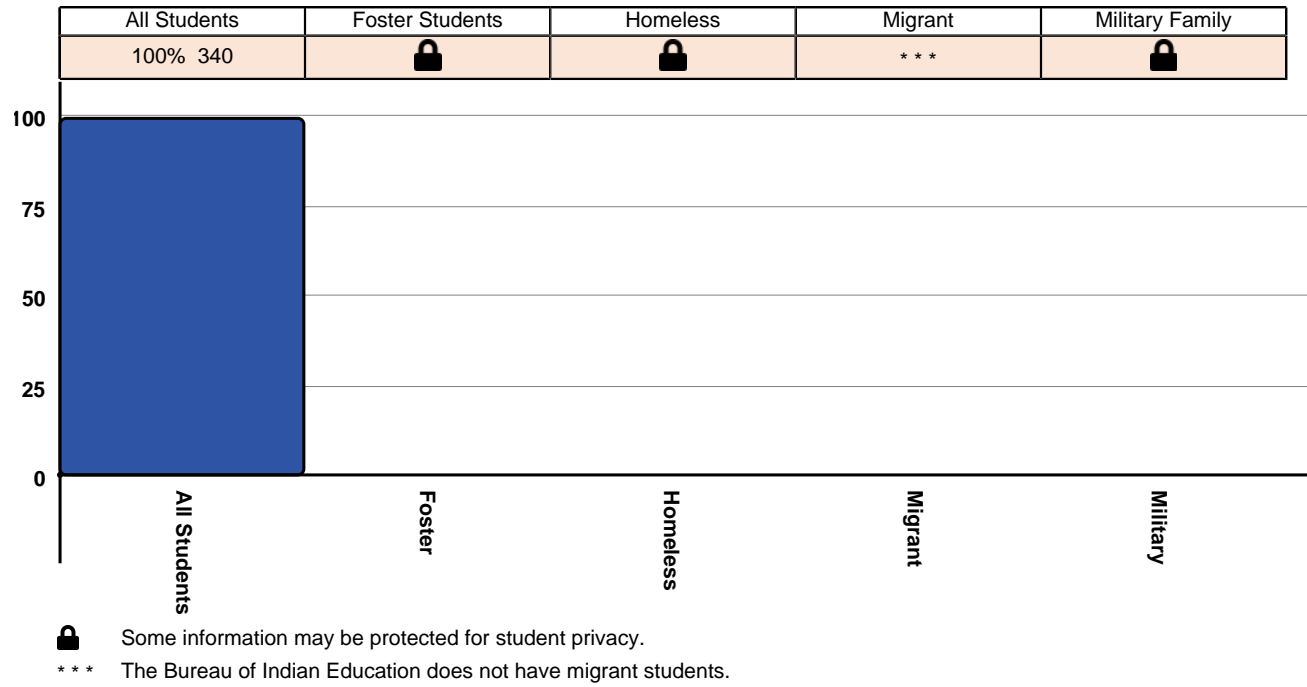 All Students Foster Students Homeless Migrant Military Family
100% 340 * * *
100
75
50
25
0
All Students
Foster
Homeless
Migrant
Military
Some information may be protected for student privacy.
* * * The Bureau of Indian Education does not have migrant students.